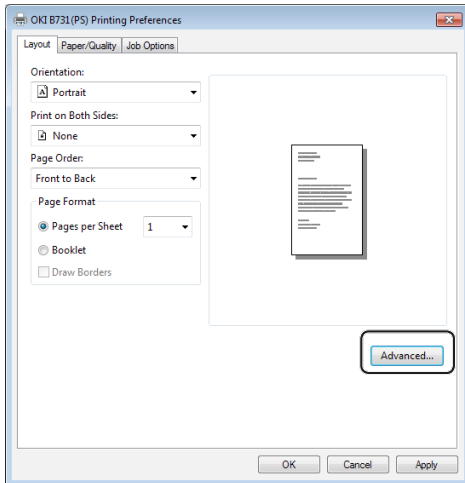 OKI B731(PS) Printing Preferences
Layout Paper/Quality Job Options
Orientation:
A Portrait
Print on Both Sides:
None
Page Order:
Front to Back
Page Format
Pages per Sheet 1
Booklet
Draw Borders
Advanced...
OK Cancel Apply